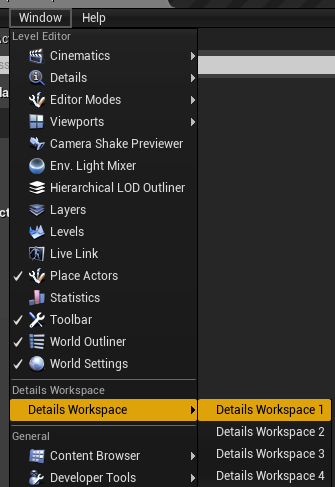 Window Help
Level Editor
Cinematics
Details
Editor Modes
Viewports
Camera Shake Previewer
Env. Light Mixer
Hierarchical LOD Outliner
Layers
Levels
Live Link
Place Actors
Statistics
Toolbar
World Outliner
World Settings
Details Workspace
Details Workspace Details Workspace 1
Details Workspace 2
General
Details Workspace 3
Content Browser
Developer Tools Details Workspace 4